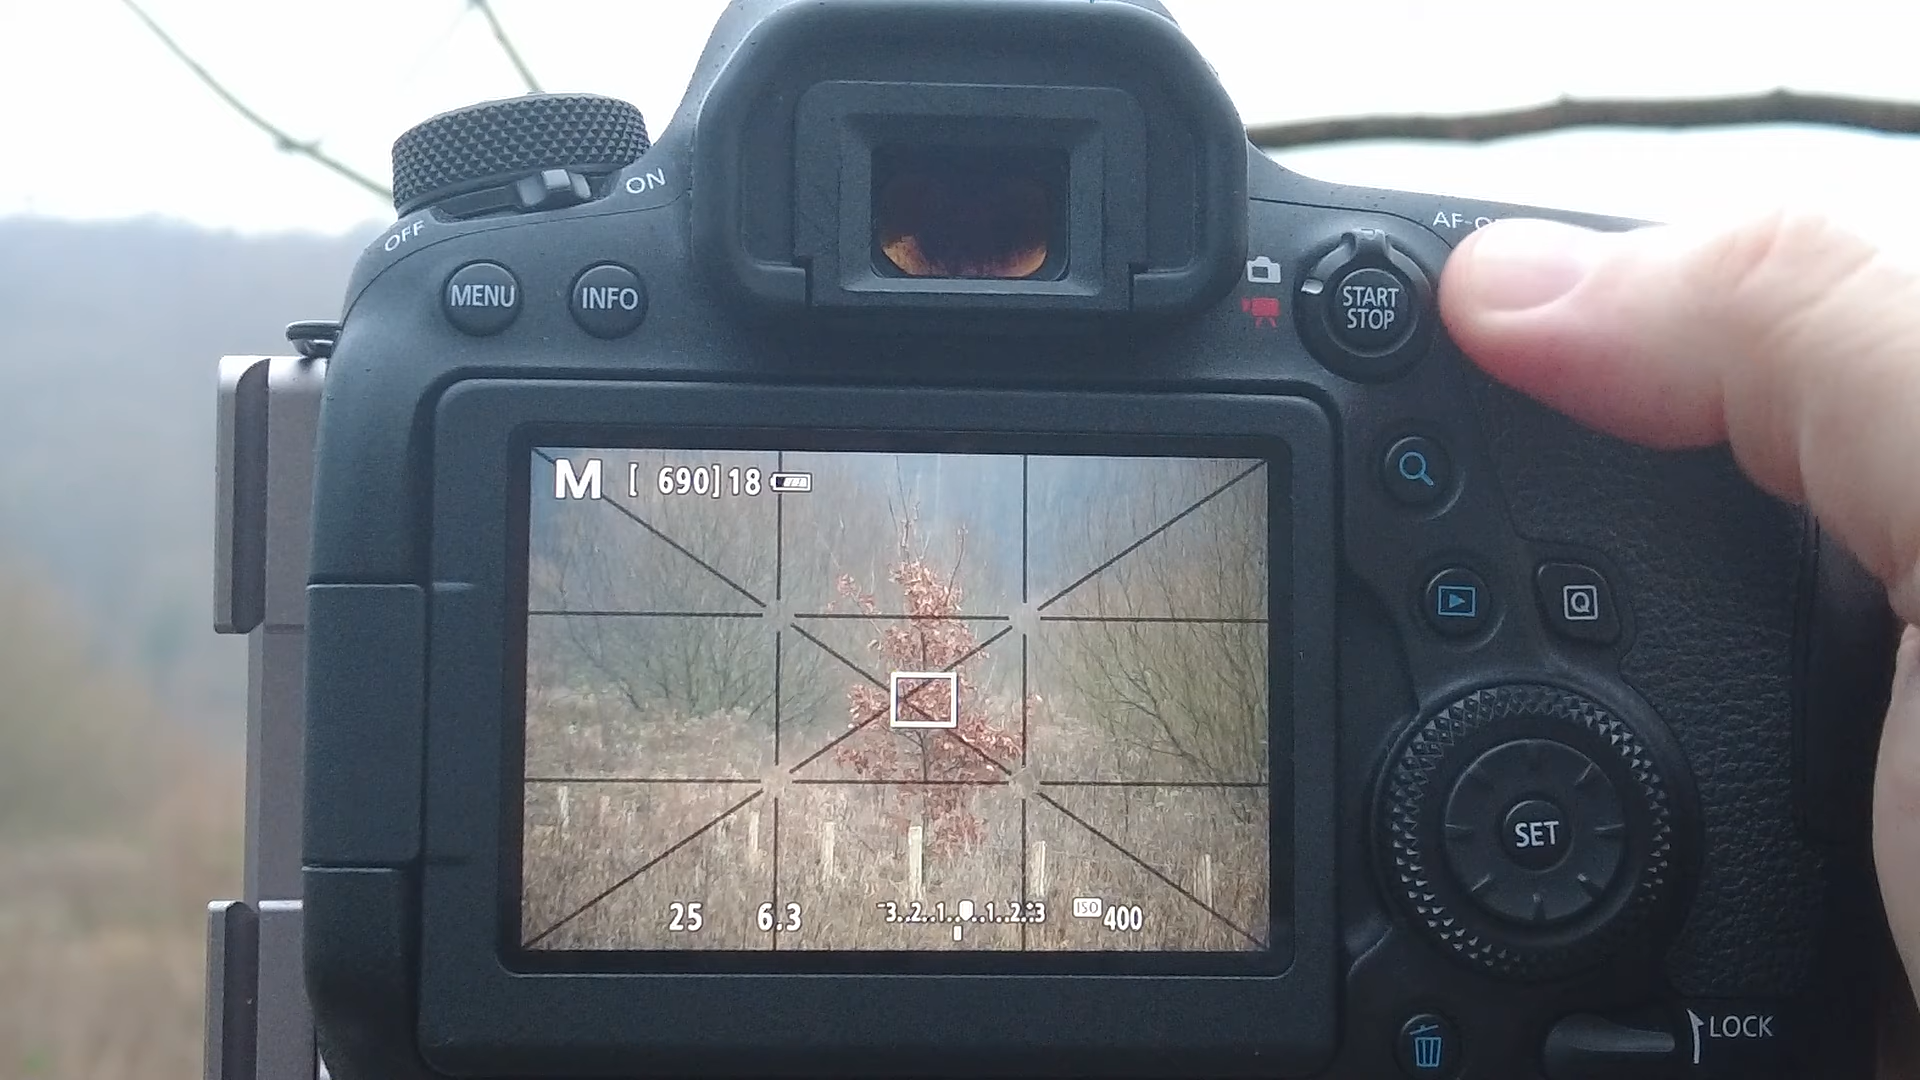 ON
OFF
MENU
INFO
AF-O
START
STOP
M [ 690] 18
25 6.3 -3..2..1..0..1..2..+3 ISO 400
Q
SET
LOCK